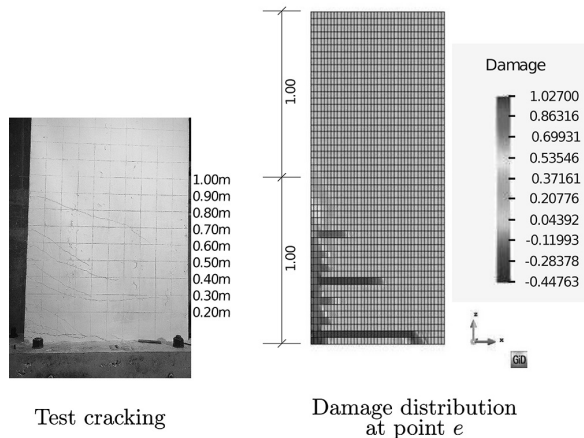 1.00m
0.90m
0.80m
0.70m
0.60m
0.50m
0.40m
0.30m
0.20m
Test cracking
1.00
1.00
Damage
1.02700
0.86316
0.69931
0.53546
0.37161
0.20776
0.04392
-0.11993
-0.28378
-0.44763
z
x
GiD
Damage distribution
at point e